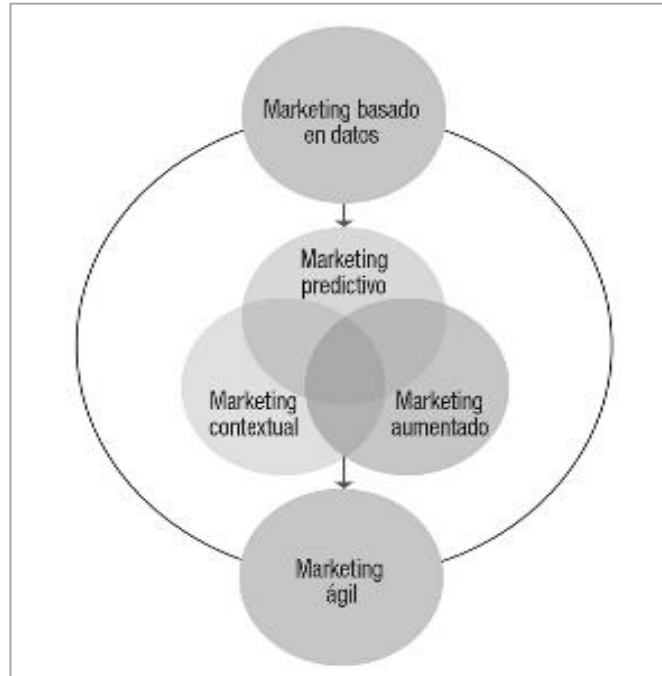 Marketing basado
en datos
Marketing
predictivo
Marketing
contextual
Marketing
aumentado
Marketing
ágil